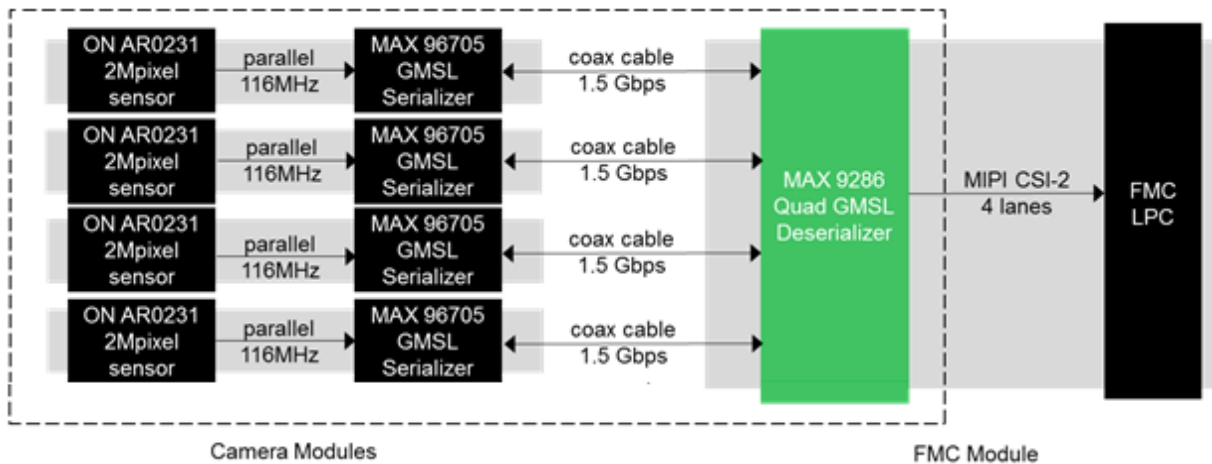 ON AR0231
2Mpixel
sensor
parallel
116MHz
MAX 96705
GMSL
Serializer
coax cable
1.5 Gbps
ON AR0231
2Mpixel
sensor
parallel
116MHz
MAX 96705
GMSL
Serializer
coax cable
1.5 Gbps
ON AR0231
2Mpixel
sensor
parallel
116MHz
MAX 96705
GMSL
Serializer
coax cable
1.5 Gbps
ON AR0231
2Mpixel
sensor
parallel
116MHz
MAX 96705
GMSL
Serializer
coax cable
1.5 Gbps
MAX 9286
Quad GMSL
Deserializer
MIPI CSI-2
4 lanes
FMC
LPC
Camera Modules
FMC Module